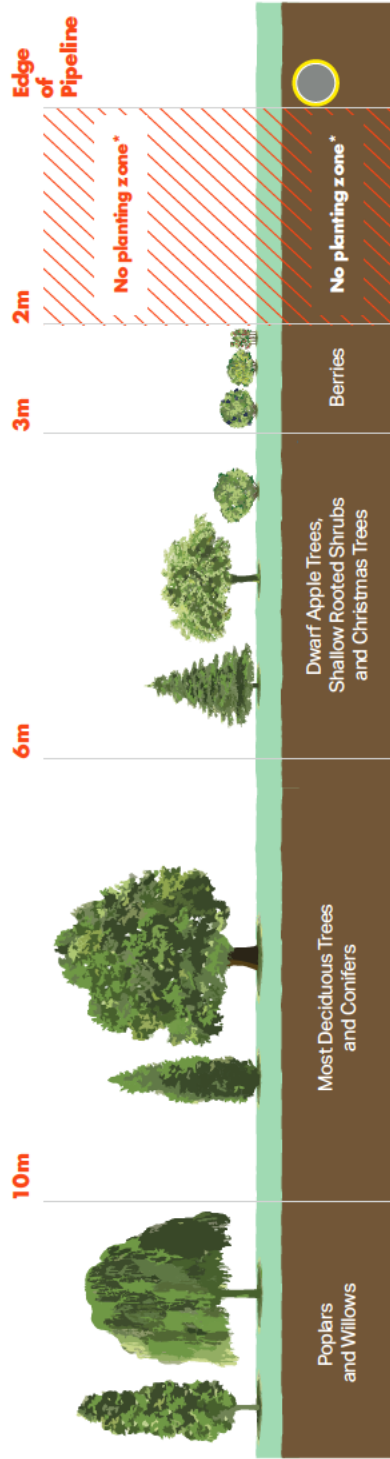 10m
6m
3m
2m
Edge
of
Pipeline
No planting zone*
Poplars
and Willows
Most Deciduous Trees
and Conifers
Dwarf Apple Trees,
Shallow Rooted Shrubs
and Christmas Trees
Berries
No planting zone*